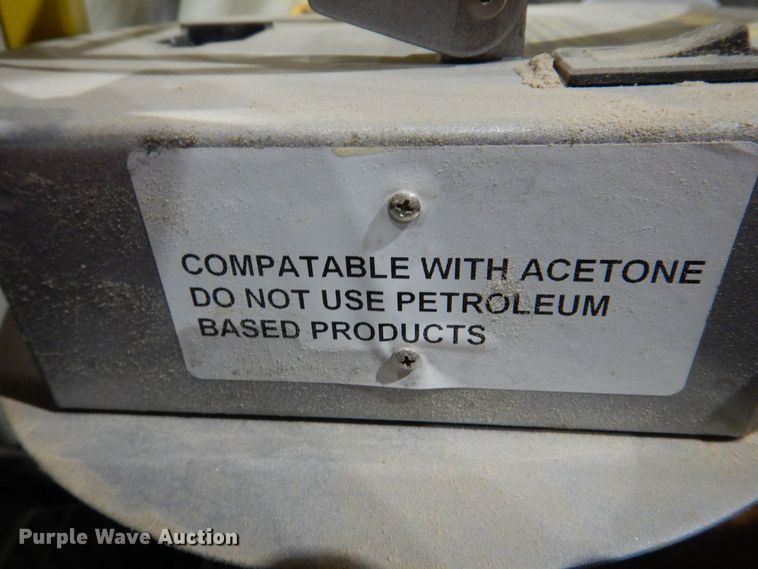 COMPATABLE WITH ACETONE
DO NOT USE PETROLEUM
BASED PRODUCTS
Purple Wave Auction®